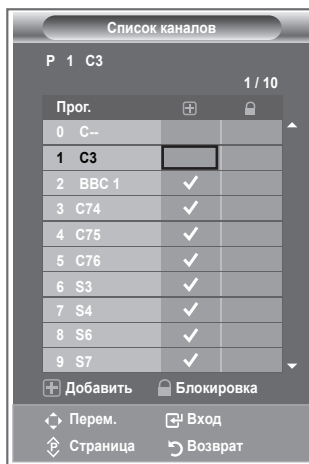 Список каналов
P 1 C3
1 / 10
Прог.
0 C--
1 C3
2 BBC 1
3 C74
4 C75
5 C76
6 S3
7 S4
8 S6
9 S7
Добавить Блокировка
Перем. Вход
Страница Возврат